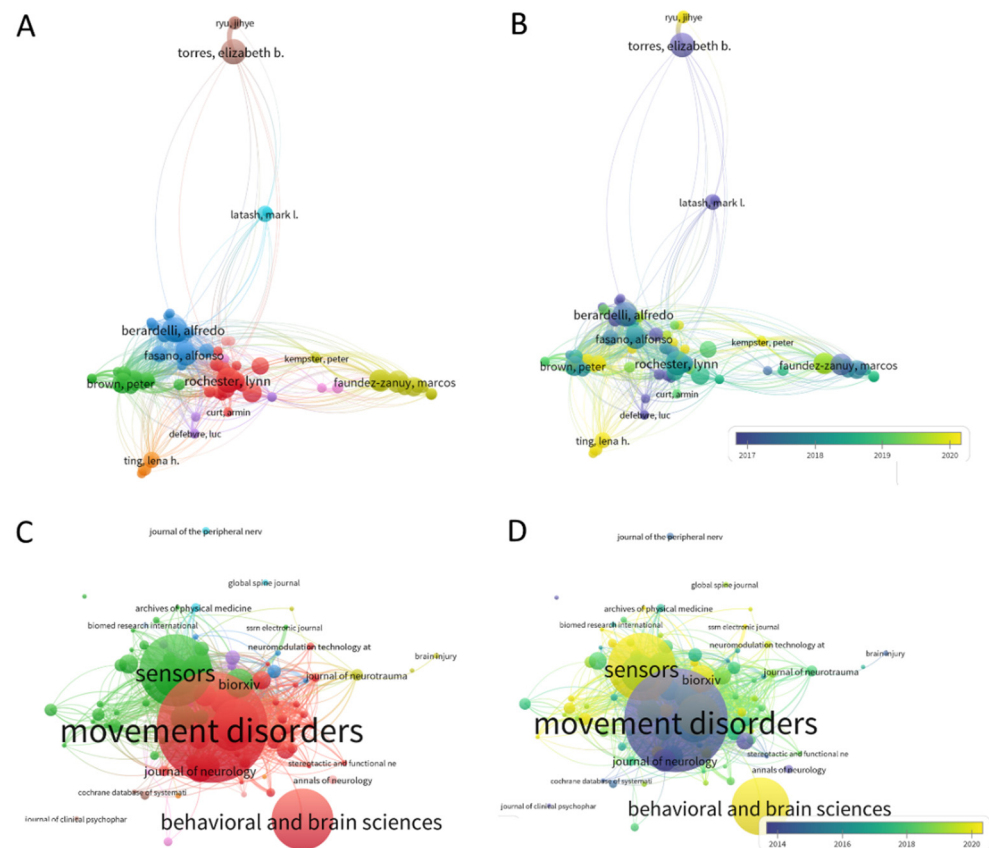 A
ryu, jihye
torres, elizabeth b.
latash, mark l.
berardelli, alfredo
fasano, alfonso
kempster, peter
brown, peter
rochester, lynn
faundez-zanuy, marcos
curt, armin
defebvre, luc
ting, lena h.
B
ryu, jihye
torres, elizabeth b.
latash, mark l.
berardelli, alfredo
fasano, alfonso
kempster, peter
brown, peter
rochester, lynn
faundez-zanuy, marcos
curt, armin
defebvre, luc
ting, lena h.
2017 2018 2019 2020
C
journal of the peripheral nerv
global spine journal
archives of physical medicine
biomed research international
ssm electronic journal
neuromodulation technology at
brain injury
sensors
biorxiv
journal of neurotrauma
movement disorders
stereotactic and functional ne
journal of neurology
annals of neurology
cochrane database of systemati
journal of clinical psychophar
behavioral and brain sciences
D
journal of the peripheral nerv
global spine journal
archives of physical medicine
biomed research international
ssm electronic journal
neuromodulation technology at
brain injury
sensors
biorxiv
journal of neurotrauma
movement disorders
stereotactic and functional ne
journal of neurology
annals of neurology
cochrane database of systemati
journal of clinical psychophar
behavioral and brain sciences
2014 2016 2018 2020